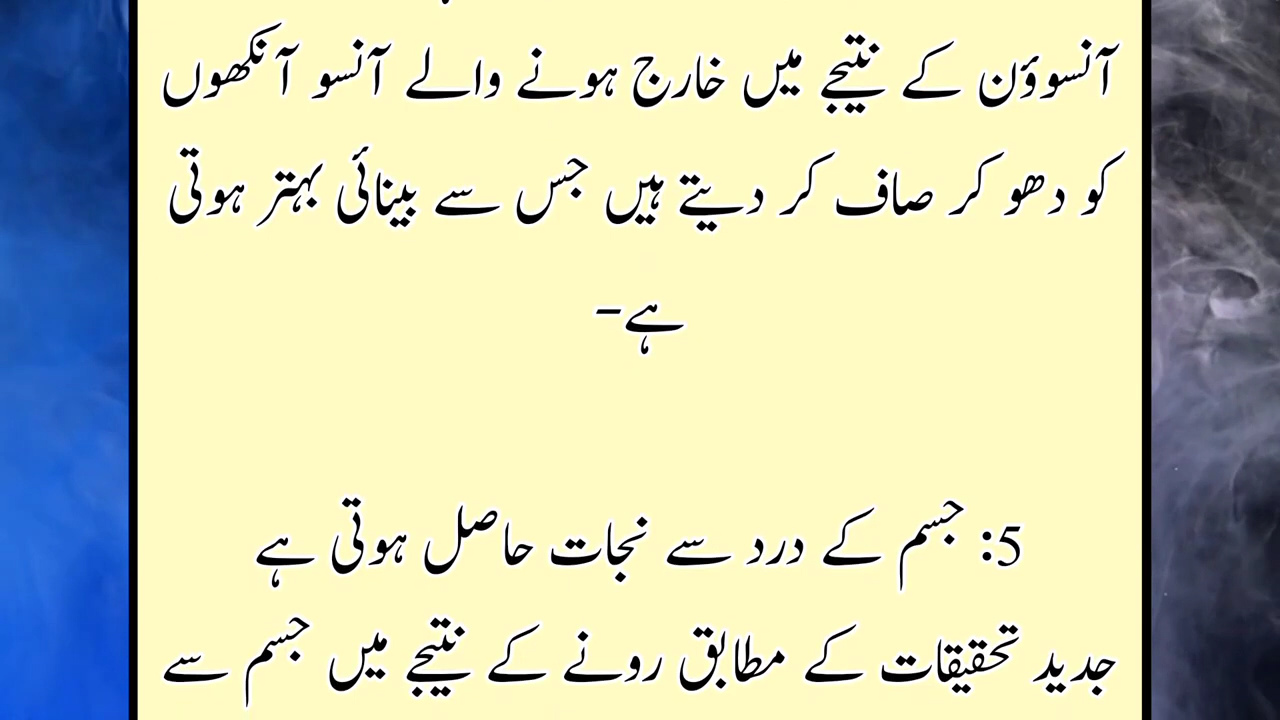 آنسوؤن کے نتیجے میں خارج ہونے والے آنسو آنکھوں
کو دھو کر صاف کر دیتے ہیں جس سے بینائی بہتر ہوتی
ہے-
5: جسم کے درد سے نجات حاصل ہوتی ہے
جدید تحقیقات کے مطابق رونے کے نتیجے میں جسم سے